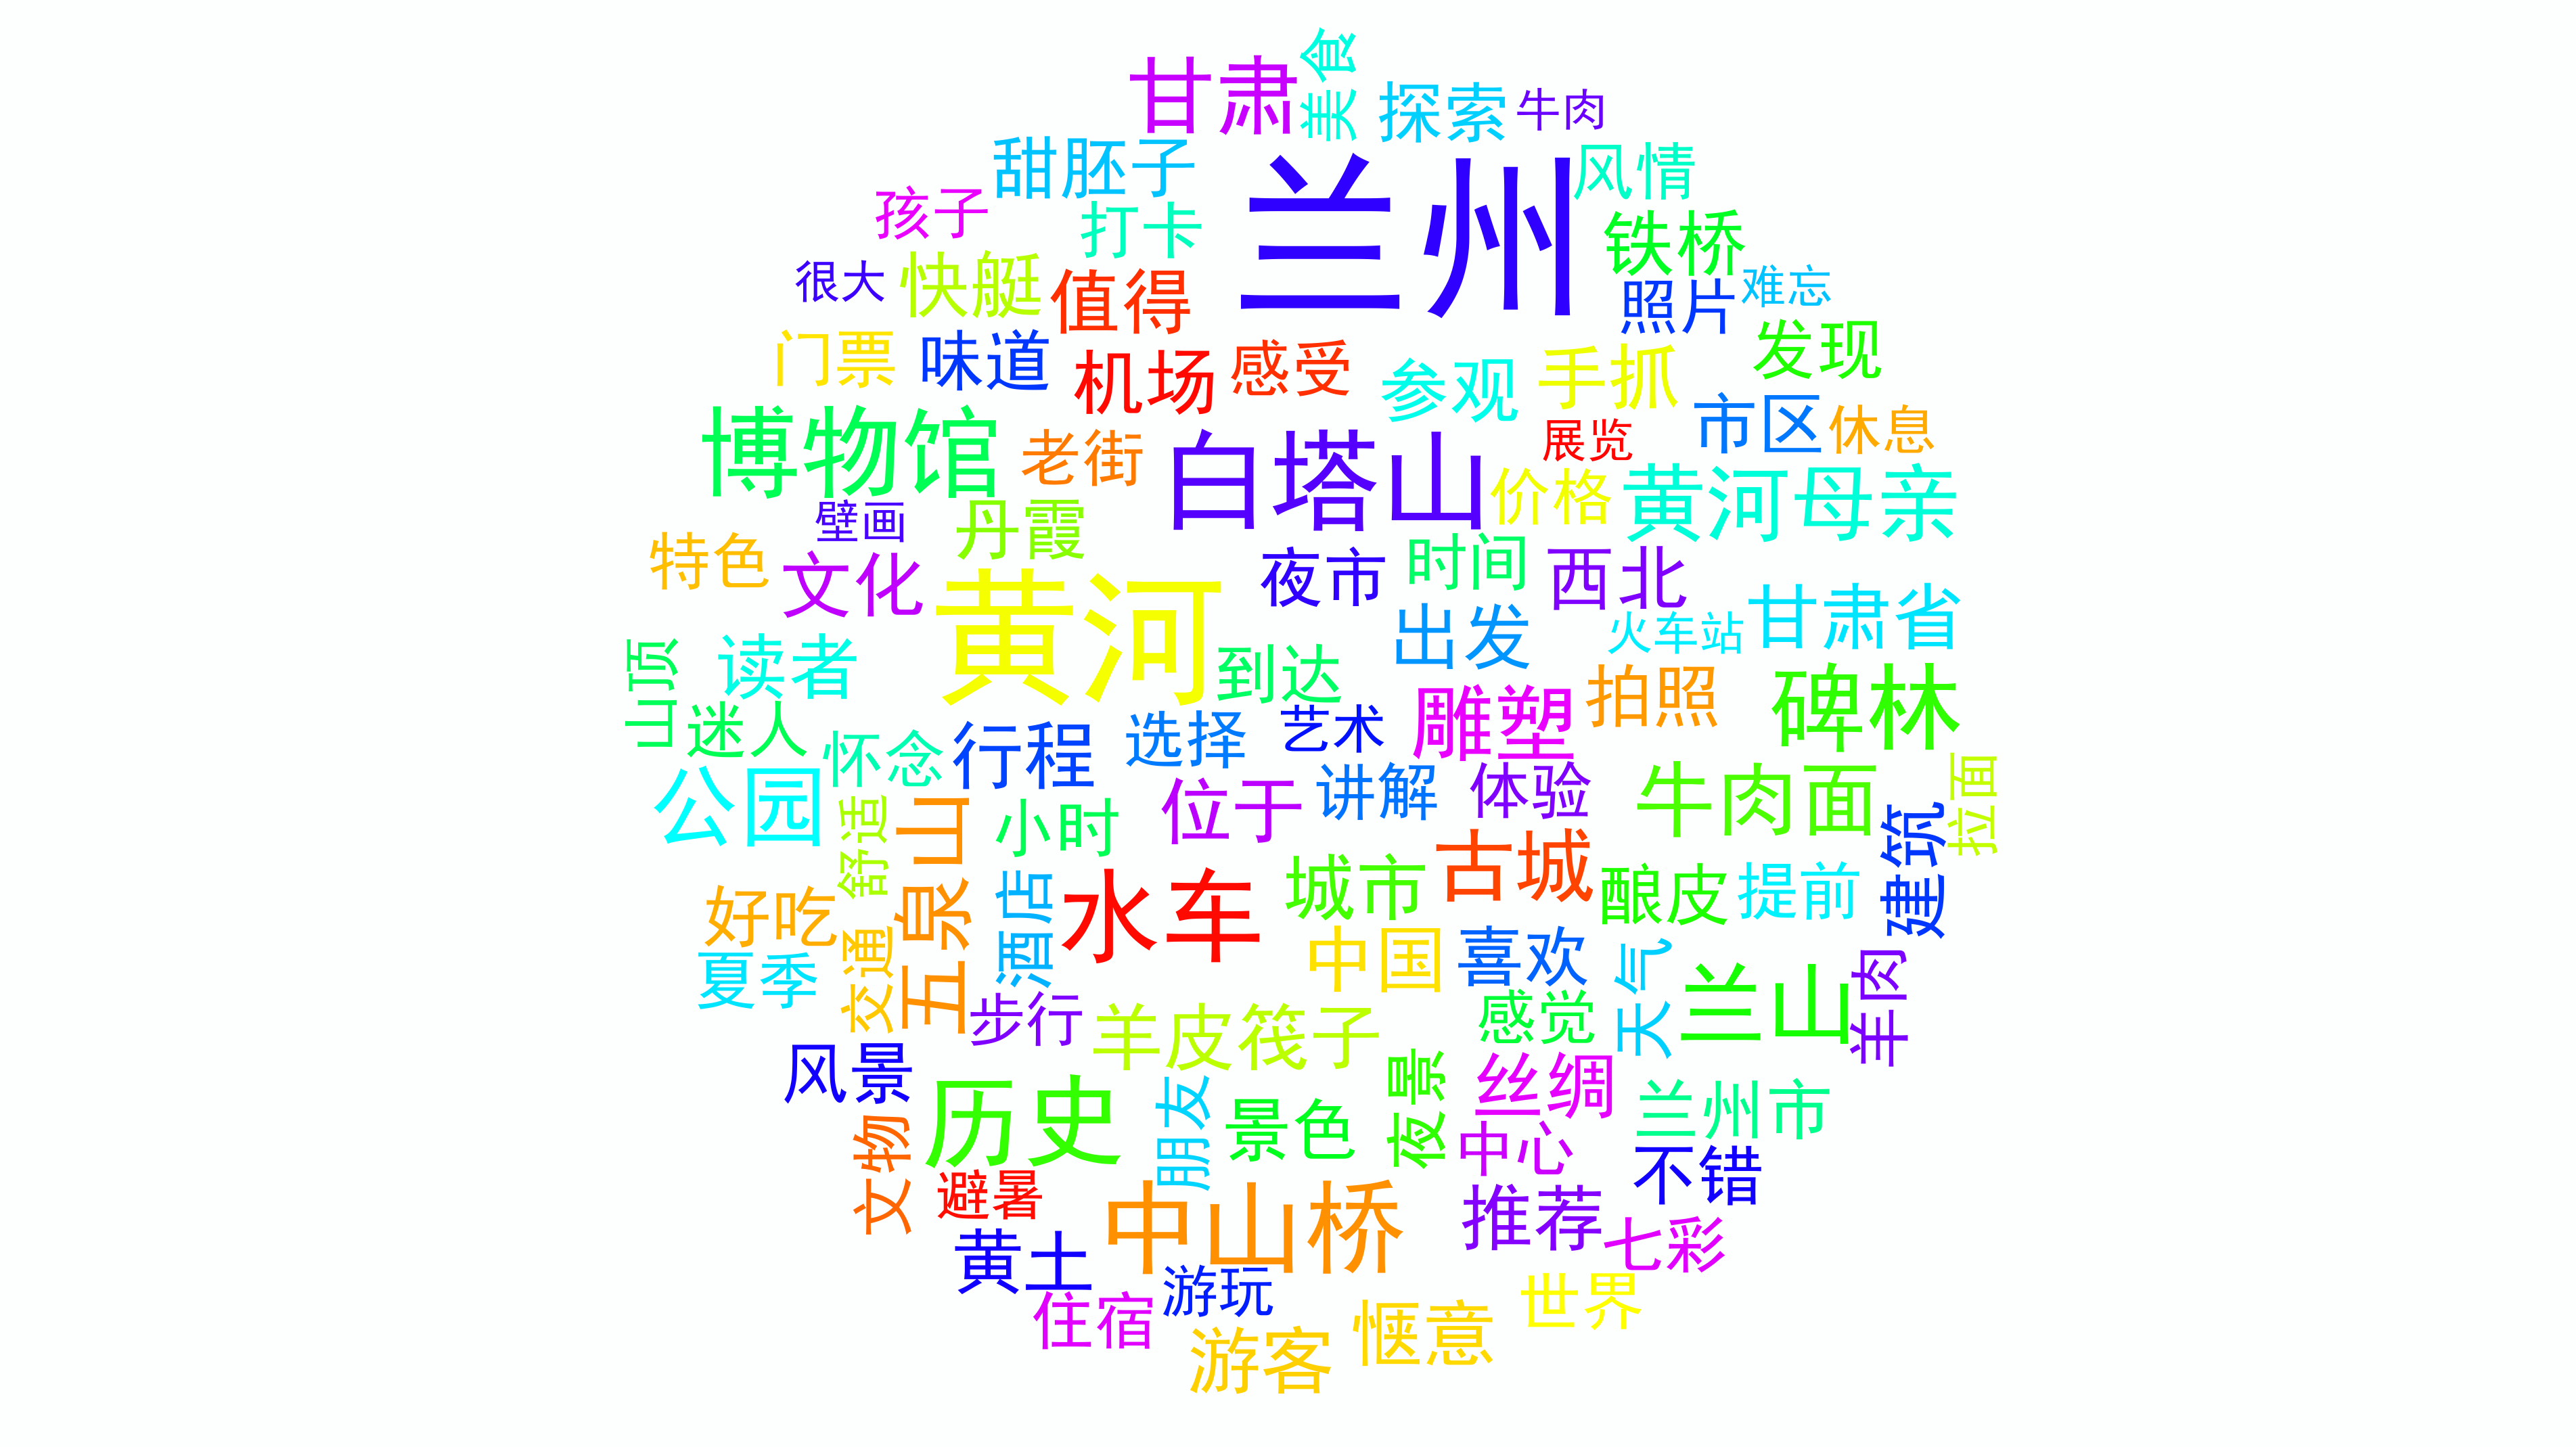 甘肃
美食
探索
牛肉
甜胚子
兰州
风情
孩子
打卡
铁桥
很大
快艇
值得
照片
难忘
门票
味道
机场
感受
参观
手抓
发现
博物馆
老街
白塔山
展览
市区
休息
壁画
丹霞
价格
黄河母亲
特色
文化
黄河
夜市
时间
西北
甘肃省
山顶
读者
到达
出发
火车站
拍照
碑林
迷人
怀念
行程
选择
艺术
雕塑
公园
舒适
五泉山
小时
位于
讲解
体验
牛肉面
拉面
建筑
好吃
酒店
水车
城市
古城
酿皮
提前
夏季
交通
中国
喜欢
天气
兰山
羊肉
步行
羊皮筏子
感觉
风景
历史
朋友
景色
夜景
丝绸
兰州市
中心
文物
避暑
中山桥
推荐
不错
七彩
黄土
住宿
游玩
世界
游客
惬意